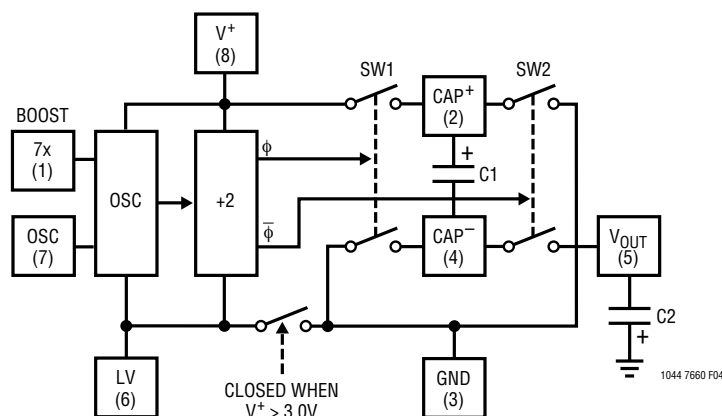 V+
(8)
SW1
SW2
BOOST
7x
(1)
OSC
+2
ϕ
ϕ̅
CAP+
(2)
+
C1
OSC
(7)
CAP−
(4)
VOUT
(5)
C2
+
LV
(6)
CLOSED WHEN
V+ > 3.0V
GND
(3)
1044 7660 F04